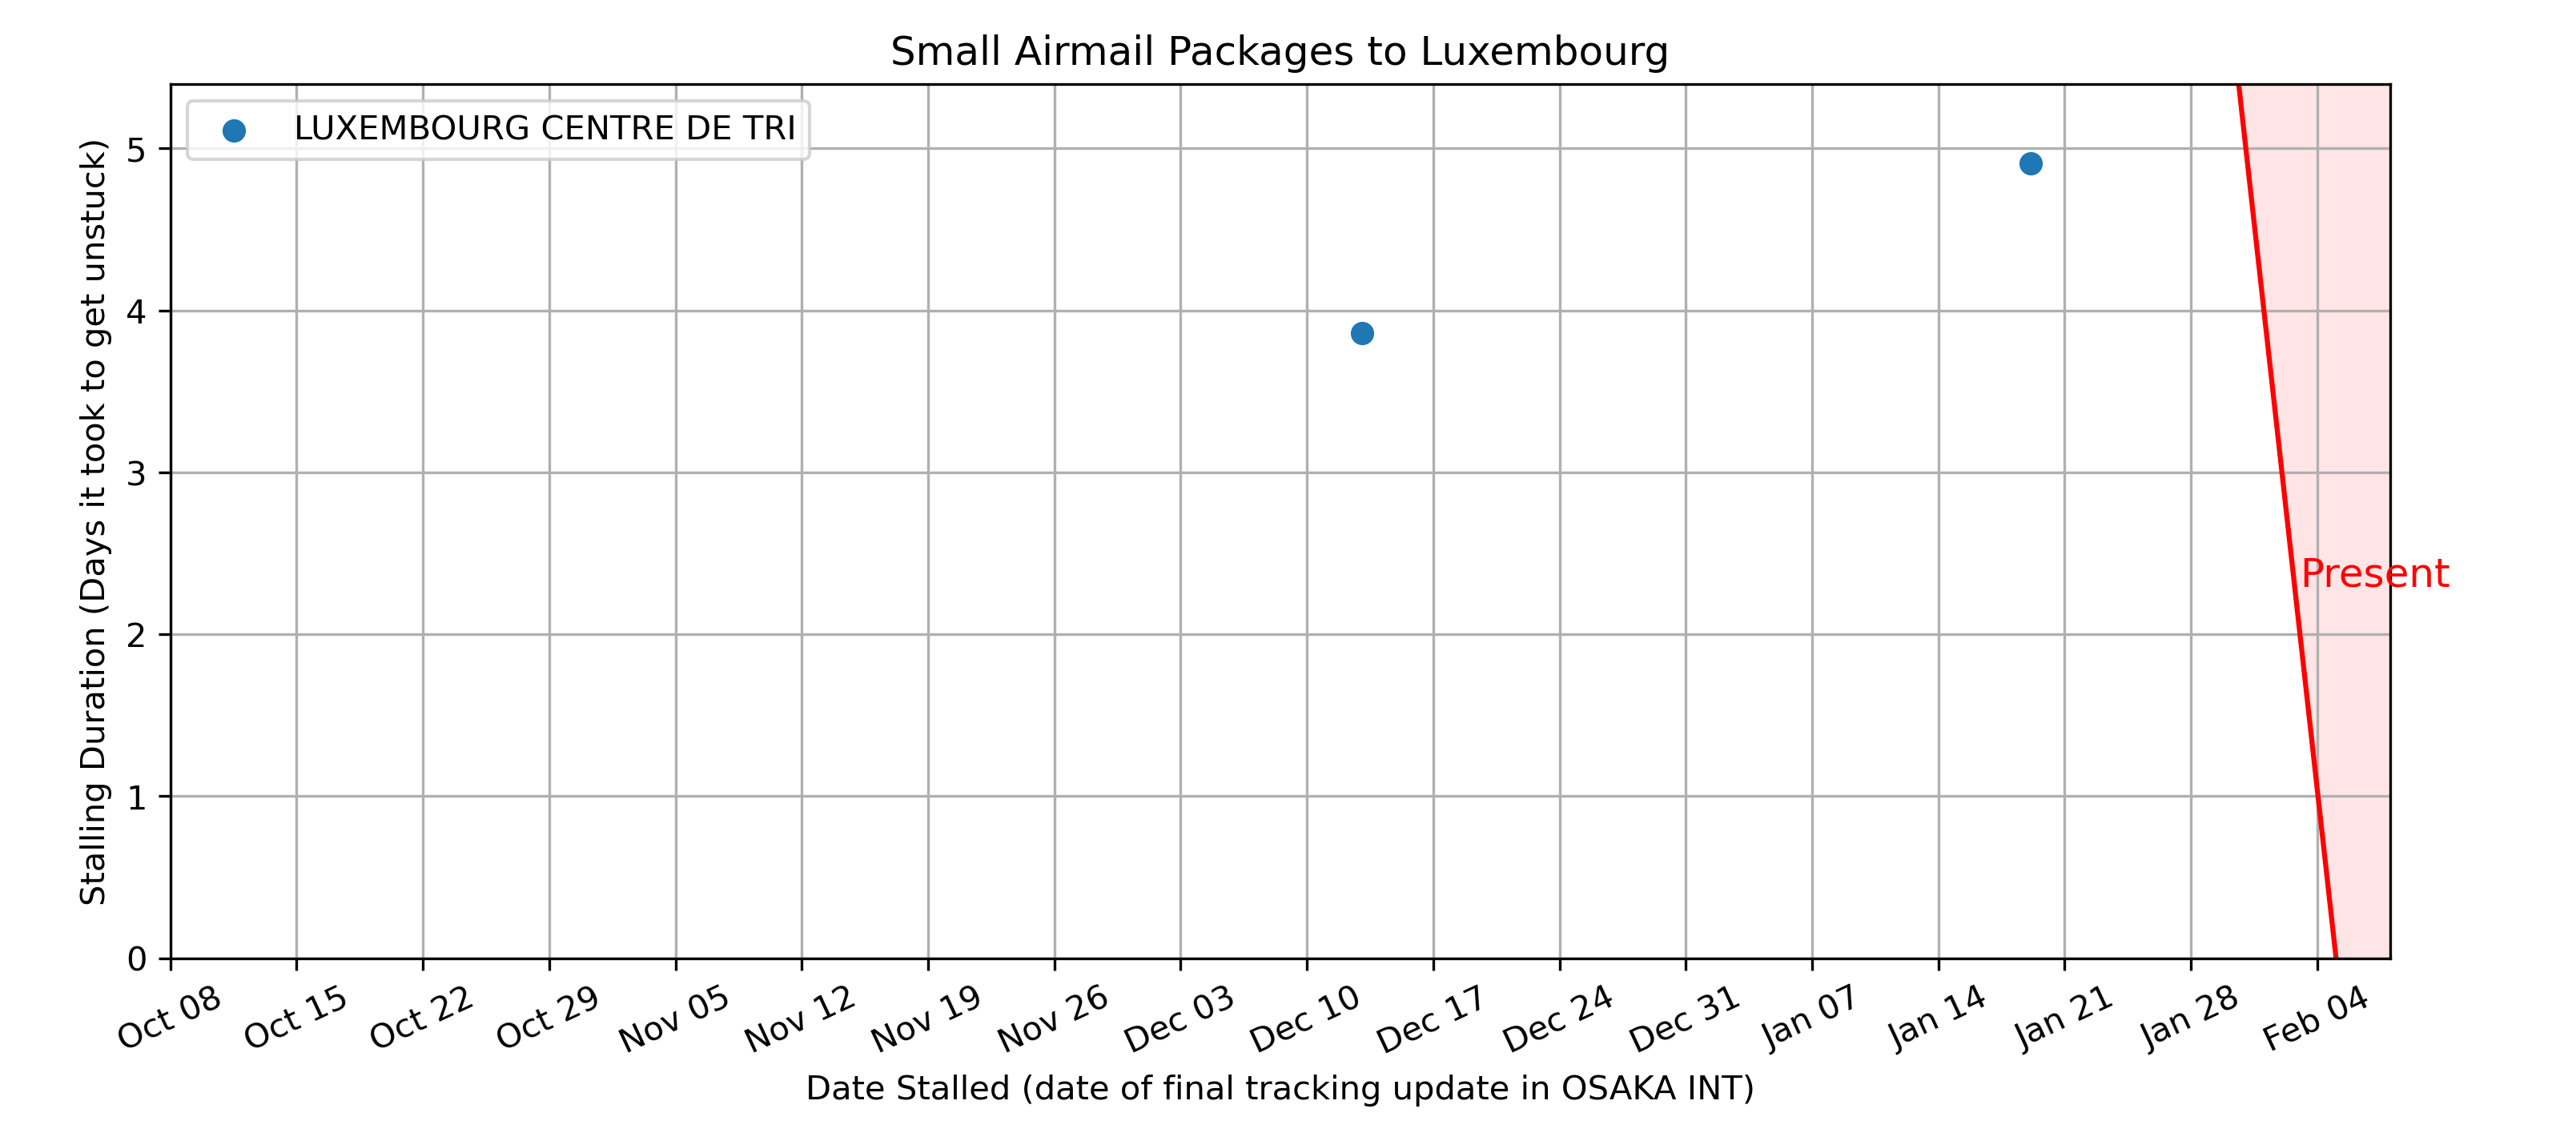 Small Airmail Packages to Luxembourg
LUXEMBOURG CENTRE DE TRI
Stalling Duration (Days it took to get unstuck)
5
4
3
2
1
0
Present
Oct 08
Oct 15
Oct 22
Oct 29
Nov 05
Nov 12
Nov 19
Nov 26
Dec 03
Dec 10
Dec 17
Dec 24
Dec 31
Jan 07
Jan 14
Jan 21
Jan 28
Feb 04
Date Stalled (date of final tracking update in OSAKA INT)